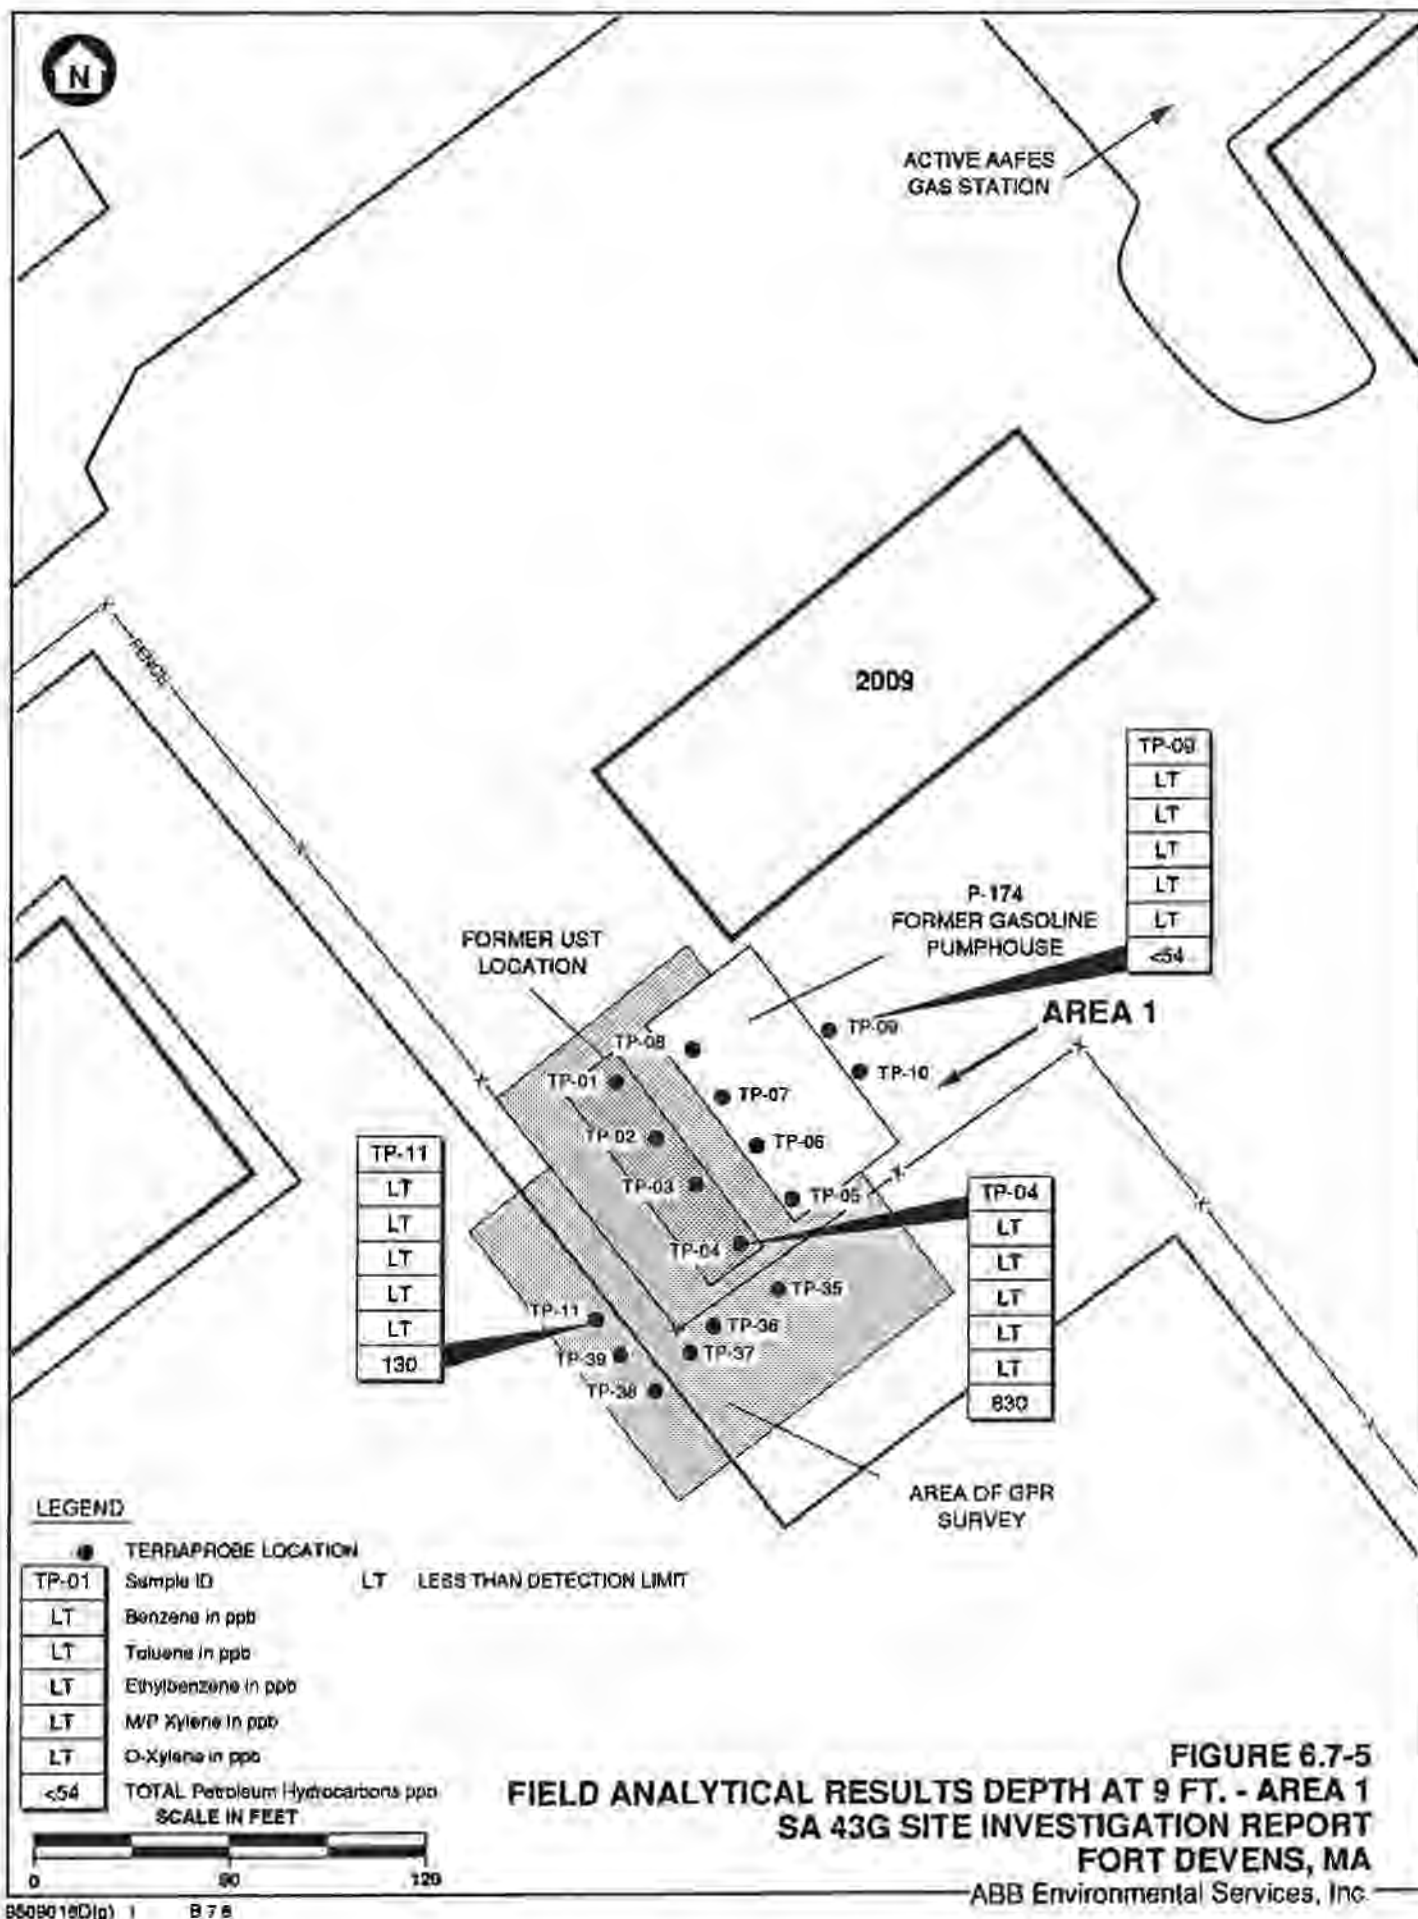 N
ACTIVE AAFES
GAS STATION
FENCE
2009
TP-09
LT
LT
LT
LT
LT
<54
P-174
FORMER GASOLINE
PUMPHOUSE
FORMER UST
LOCATION
AREA 1
TP-09
TP-08
TP-10
TP-01
TP-07
TP-02
TP-06
TP-03
TP-05
TP-04
TP-11
LT
LT
LT
LT
LT
130
TP-04
LT
LT
LT
LT
LT
TP-35
TP-11
TP-36
TP-39
TP-37
TP-38
AREA OF GPR
SURVEY
LEGEND
TERRAPROBE LOCATION
TP-01 Sample ID LT LESS THAN DETECTION LIMIT
LT Benzene in ppb
LT Toluene in ppb
LT Ethylbenzene in ppb
LT M/P Xylene in ppb
LT O-Xylene in ppb
<54 TOTAL Petroleum Hydrocarbons
SCALE IN FEET
0 120
FIGURE 6.7-5
FIELD ANALYTICAL RESULTS DEPTH AT 9 FT. - AREA 1
SA 43G SITE INVESTIGATION REPORT
FORT DEVENS, MA
ABB Environmental Services, Inc.